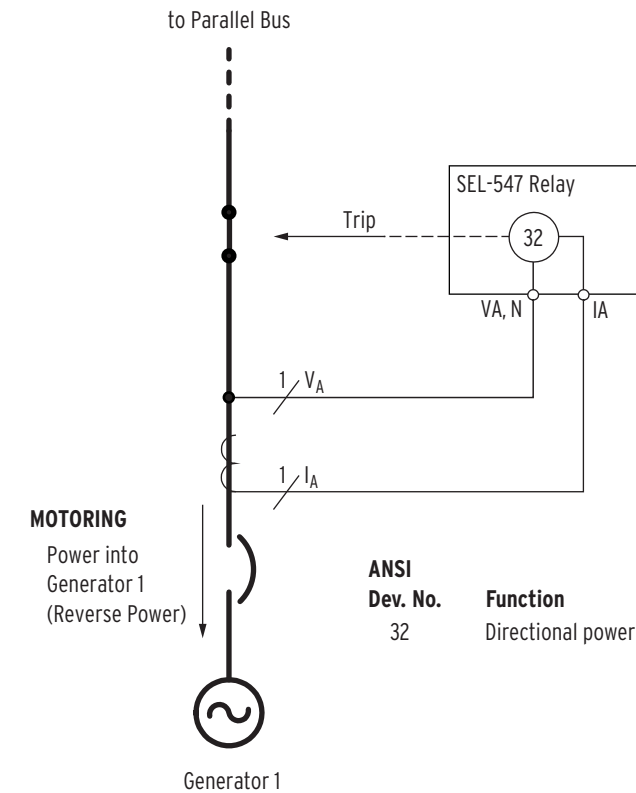 to Parallel Bus
SEL-547 Relay
Trip
32
VA, N
IA
1 VA
1 IA
MOTORING
Power into
Generator 1
(Reverse Power)
ANSI
Dev. No. Function
32 Directional power
Generator 1